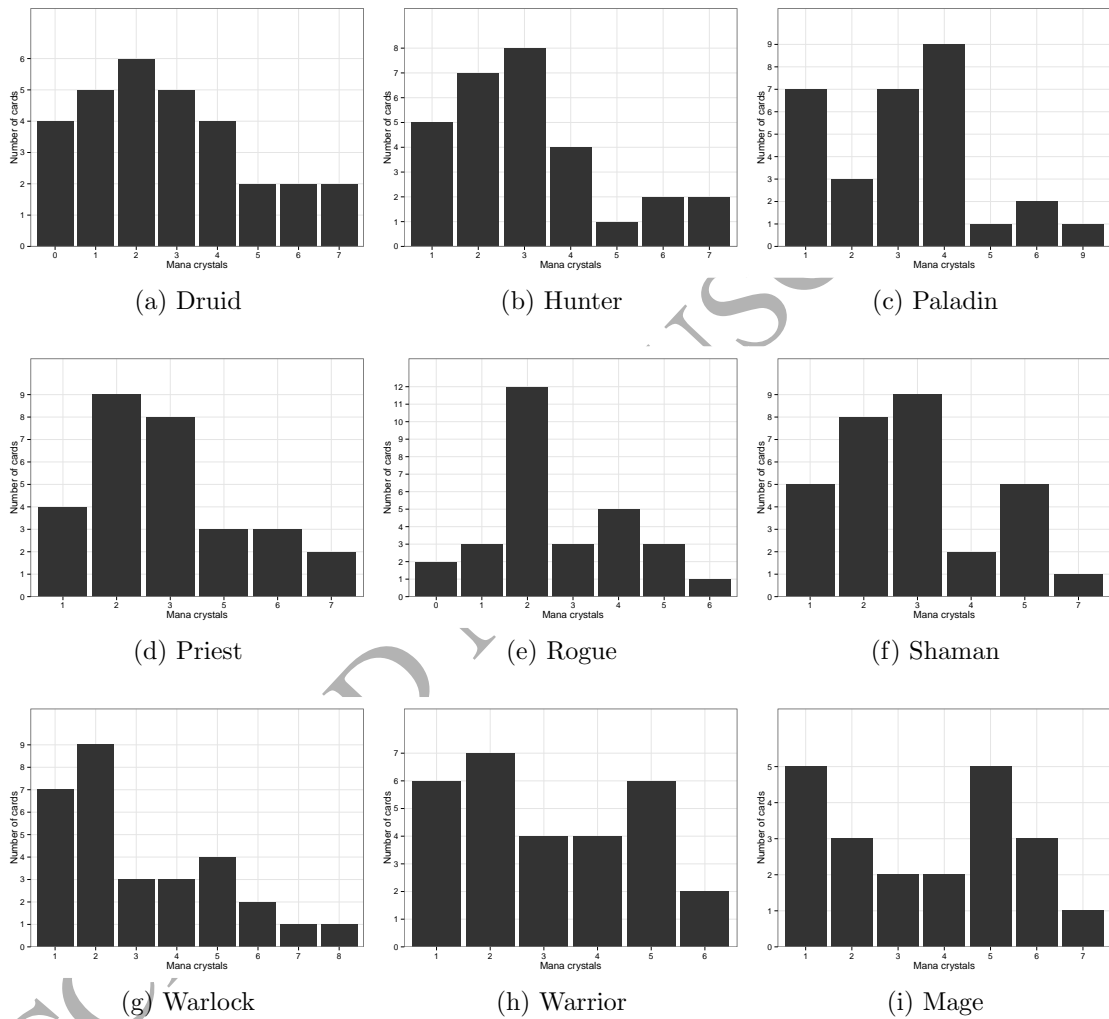 Number of cards
6
5
4
3
2
1
0
0 1 2 3 4 5 6 7
Mana crystals
(a) Druid
Number of cards
8
7
6
5
4
3
2
1
0
1 2 3 4 5 6 7
Mana crystals
(b) Hunter
Number of cards
9
8
7
6
5
4
3
2
1
0
1 2 3 4 5 6 9
Mana crystals
(c) Paladin
Number of cards
9
8
7
6
5
4
3
2
1
0
1 2 3 5 6 7
Mana crystals
(d) Priest
Number of cards
12
11
10
9
8
7
6
5
4
3
2
1
0
0 1 2 3 4 5 6
Mana crystals
(e) Rogue
Number of cards
9
8
7
6
5
4
3
2
1
0
1 2 3 4 5 7
Mana crystals
(f) Shaman
Number of cards
9
8
7
6
5
4
3
2
1
0
1 2 3 4 5 6 7 8
Mana crystals
(g) Warlock
Number of cards
7
6
5
4
3
2
1
0
1 2 3 4 5 6
Mana crystals
(h) Warrior
Number of cards
5
4
3
2
1
0
1 2 3 4 5 6 7
Mana crystals
(i) Mage